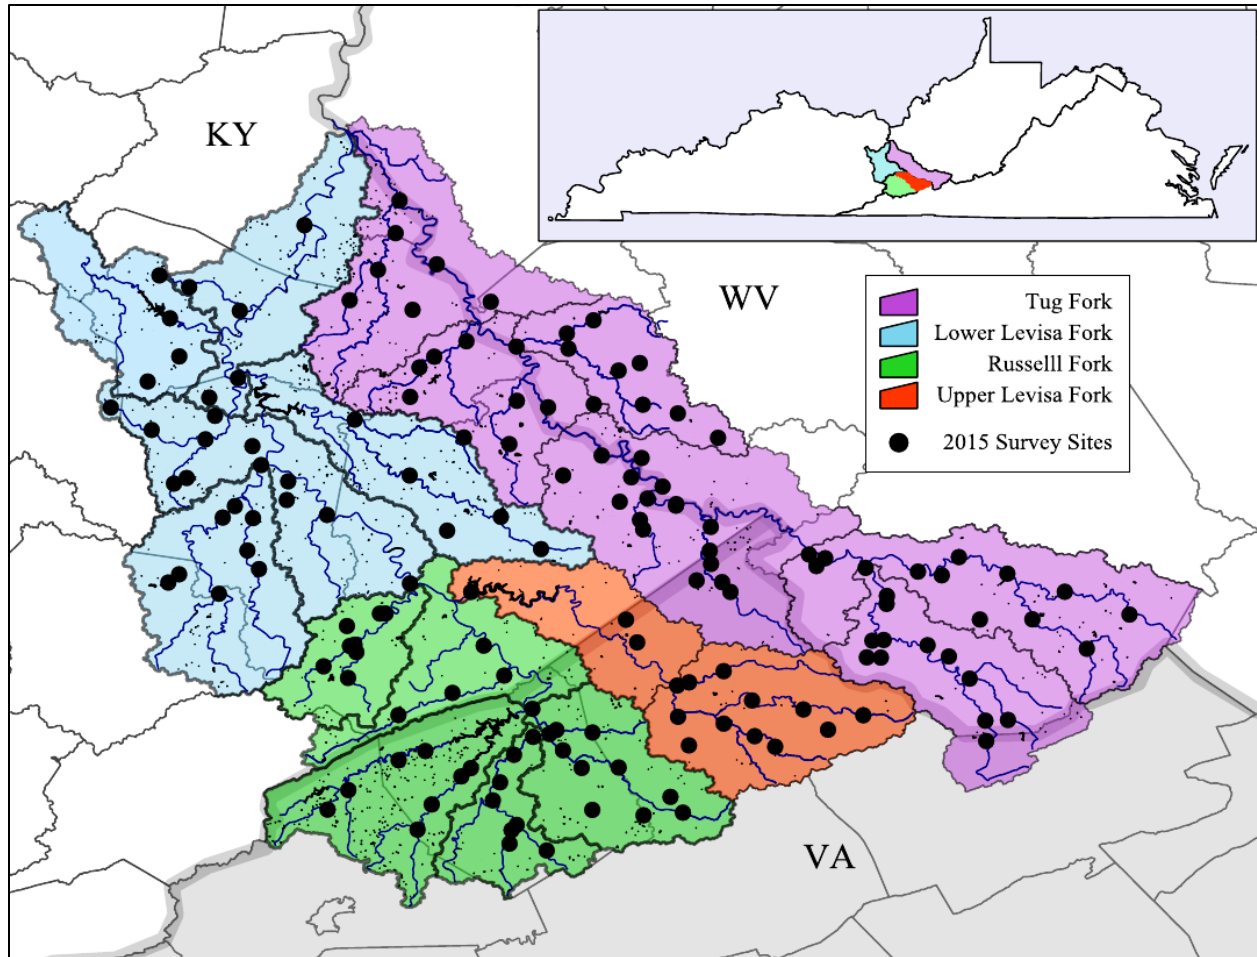 KY
WV
Tug Fork
Lower Levisa Fork
Russelll Fork
Upper Levisa Fork
2015 Survey Sites
VA